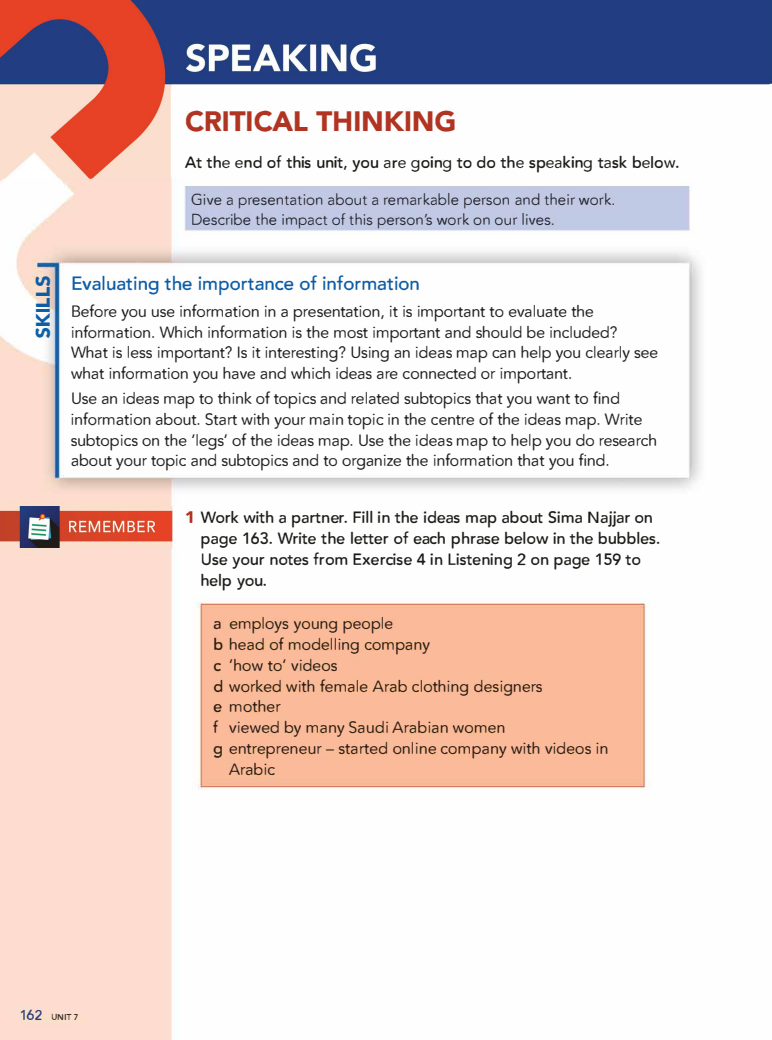 SPEAKING
CRITICAL THINKING
At the end of this unit, you are going to do the speaking task below.
Give a presentation about a remarkable person and their work.
Describe the impact of this person's work on our lives.
SKILLS
Evaluating the importance of information
Before you use information in a presentation, it is important to evaluate the
information. Which information is the most important and should be included?
What is less important? Is it interesting? Using an ideas map can help you clearly see
what information you have and which ideas are connected or important.
Use an ideas map to think of topics and related subtopics that you want to find
information about. Start with your main topic in the centre of the ideas map. Write
subtopics on the 'legs' of the ideas map. Use the ideas map to help you do research
about your topic and subtopics and to organize the information that you find.
REMEMBER
1 Work with a partner. Fill in the ideas map about Sima Najjar on
page 163. Write the letter of each phrase below in the bubbles.
Use your notes from Exercise 4 in Listening 2 on page 159 to
help you.
a employs young people
b head of modelling company
c 'how to' videos
d worked with female Arab clothing designers
e mother
f viewed by many Saudi Arabian women
g entrepreneur – started online company with videos in
Arabic
162 UNIT 7